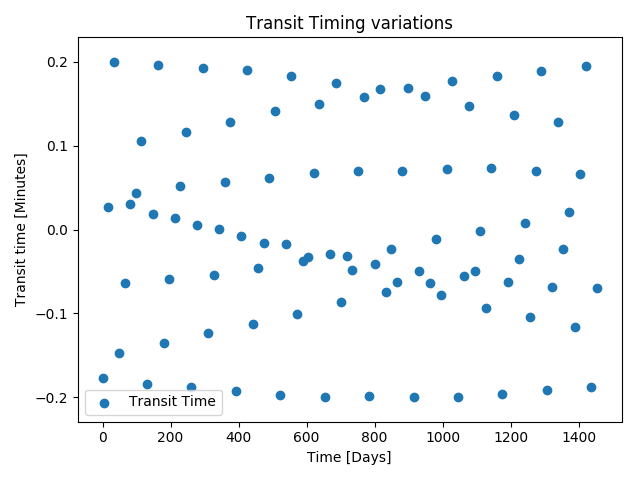 Transit Timing variations
Transit time [Minutes]
0.2
0.1
0.0
−0.1
−0.2
Transit Time
0 200 400 600 800 1000 1200 1400
Time [Days]